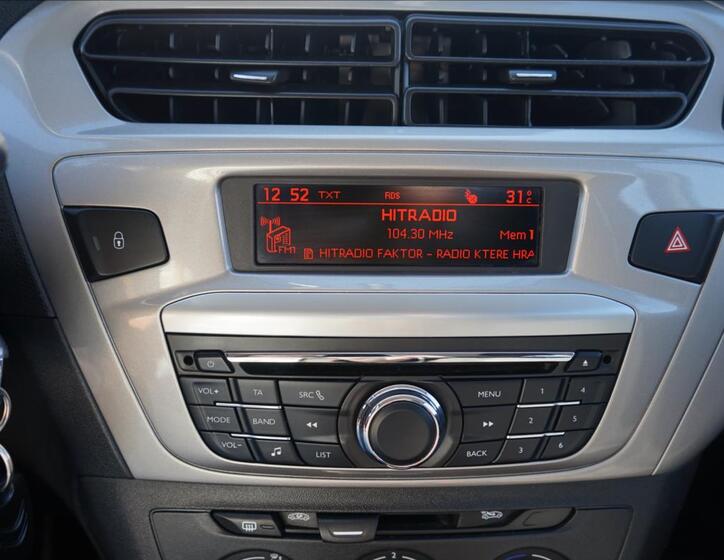 12 52 TXT RDS 31°C
HITRADIO
104.30 MHz Mem 1
FM1
HITRADIO FAKTOR - RADIO KTERE HRA
VOL+ TA SRC MENU 1 4
MODE BAND 2 5
VOL- LIST BACK 3 6
2